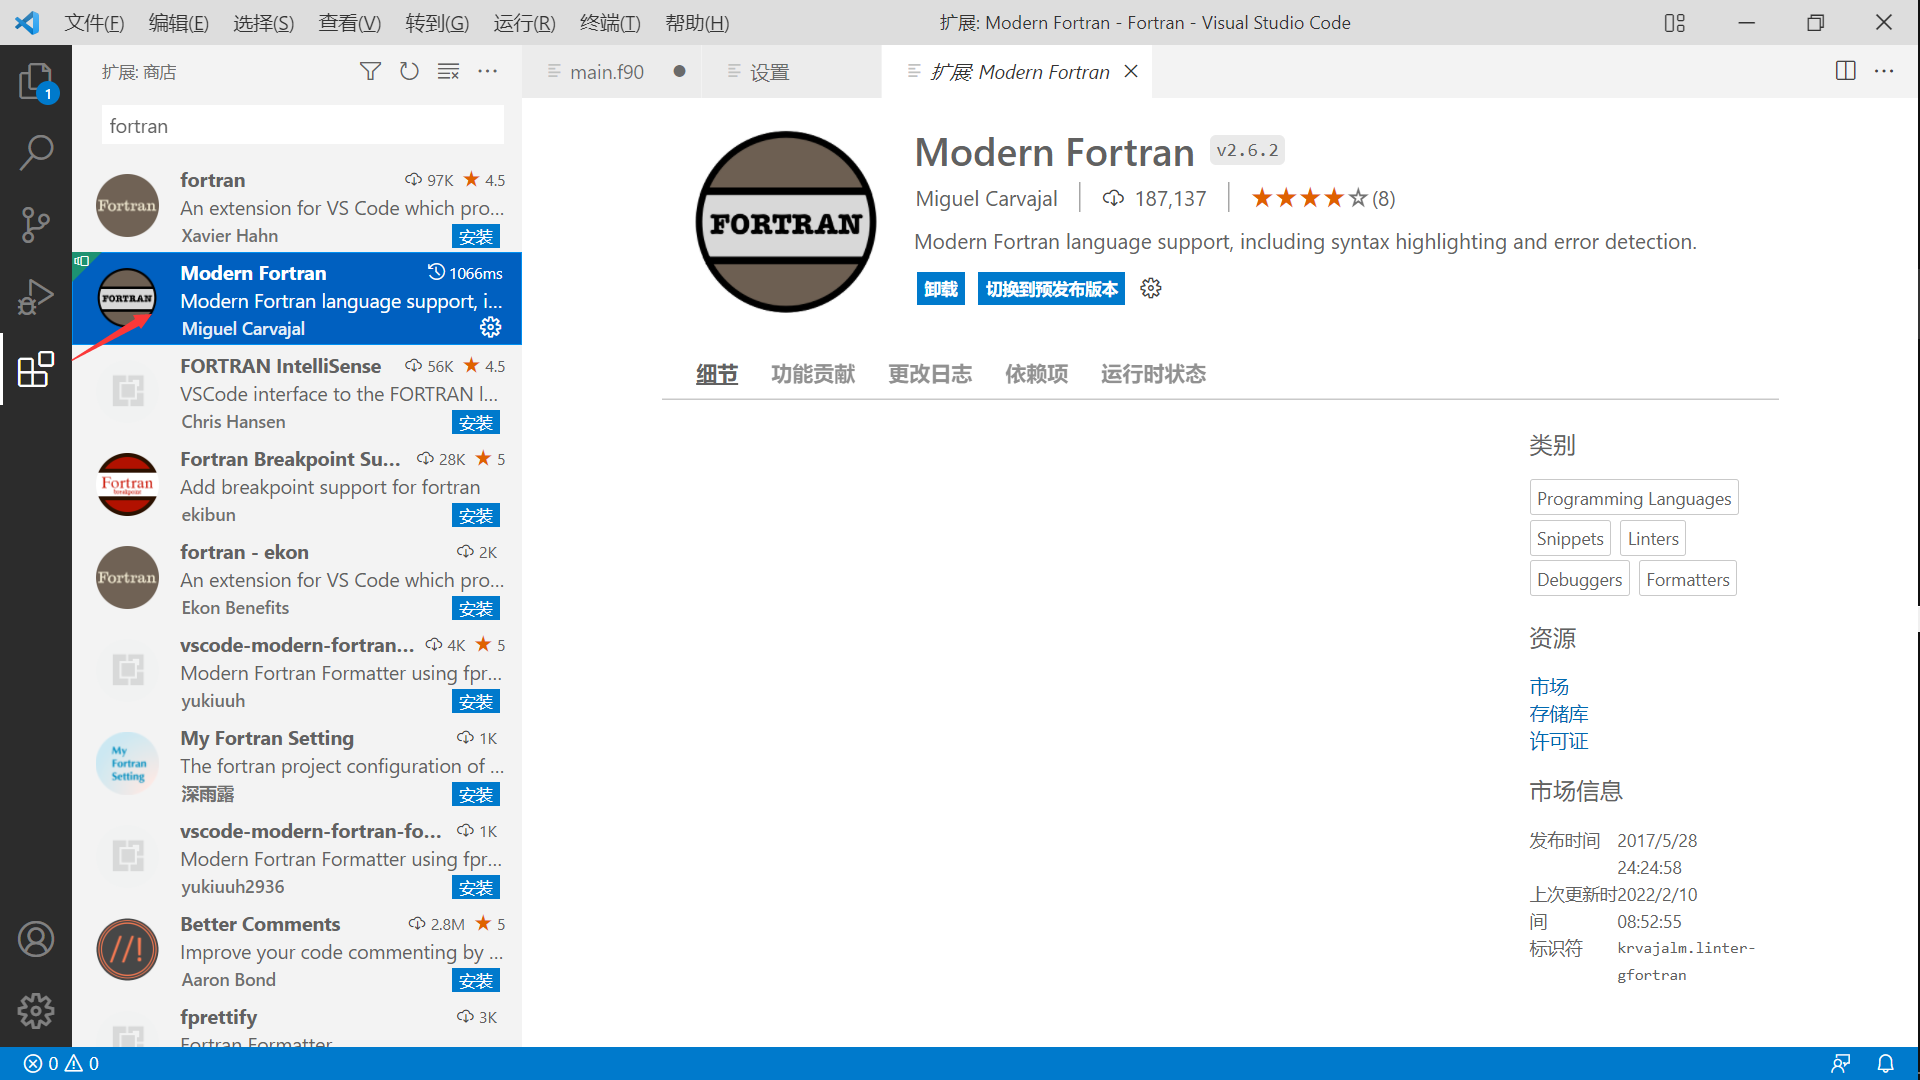 文件(F) 编辑(E) 选择(S) 查看(V) 转到(G) 运行(R) 终端(T) 帮助(H) 扩展: Modern Fortran - Fortran - Visual Studio Code
扩展: 商店
main.f90 设置 扩展: Modern Fortran
1
fortran
fortran 97K 4.5
Fortran
An extension for VS Code which pro...
Xavier Hahn 安装
Modern Fortran 1066ms
FORTRAN
Modern Fortran language support, i...
Miguel Carvajal
FORTRAN IntelliSense 56K 4.5
VSCode interface to the FORTRAN l...
Chris Hansen 安装
Fortran Breakpoint Su... 28K 5
Fortran
breakpoint
Add breakpoint support for fortran
ekibun 安装
fortran - ekon 2K
Fortran
An extension for VS Code which pro...
Ekon Benefits 安装
vscode-modern-fortran... 4K 5
Modern Fortran Formatter using fpr...
yukiuuh 安装
My Fortran Setting 1K
My
Fortran
Setting
The fortran project configuration of ...
深雨露 安装
vscode-modern-fortran-fo... 1K
Modern Fortran Formatter using fpr...
yukiuuh2936 安装
Better Comments 2.8M 5
//!
Improve your code commenting by ...
Aaron Bond 安装
fprettify 3K
Fortran Formatter
FORTRAN
Modern Fortran v2.6.2
Miguel Carvajal 187,137 (8)
Modern Fortran language support, including syntax highlighting and error detection.
卸载 切换到预发布版本
细节 功能贡献 更改日志 依赖项 运行时状态
类别
Programming Languages
Snippets Linters
Debuggers Formatters
资源
市场
存储库
许可证
市场信息
发布时间 2017/5/28
24:24:58
上次更新时 2022/2/10
间 08:52:55
标识符 krvajalm.linter-
gfortran
0 0